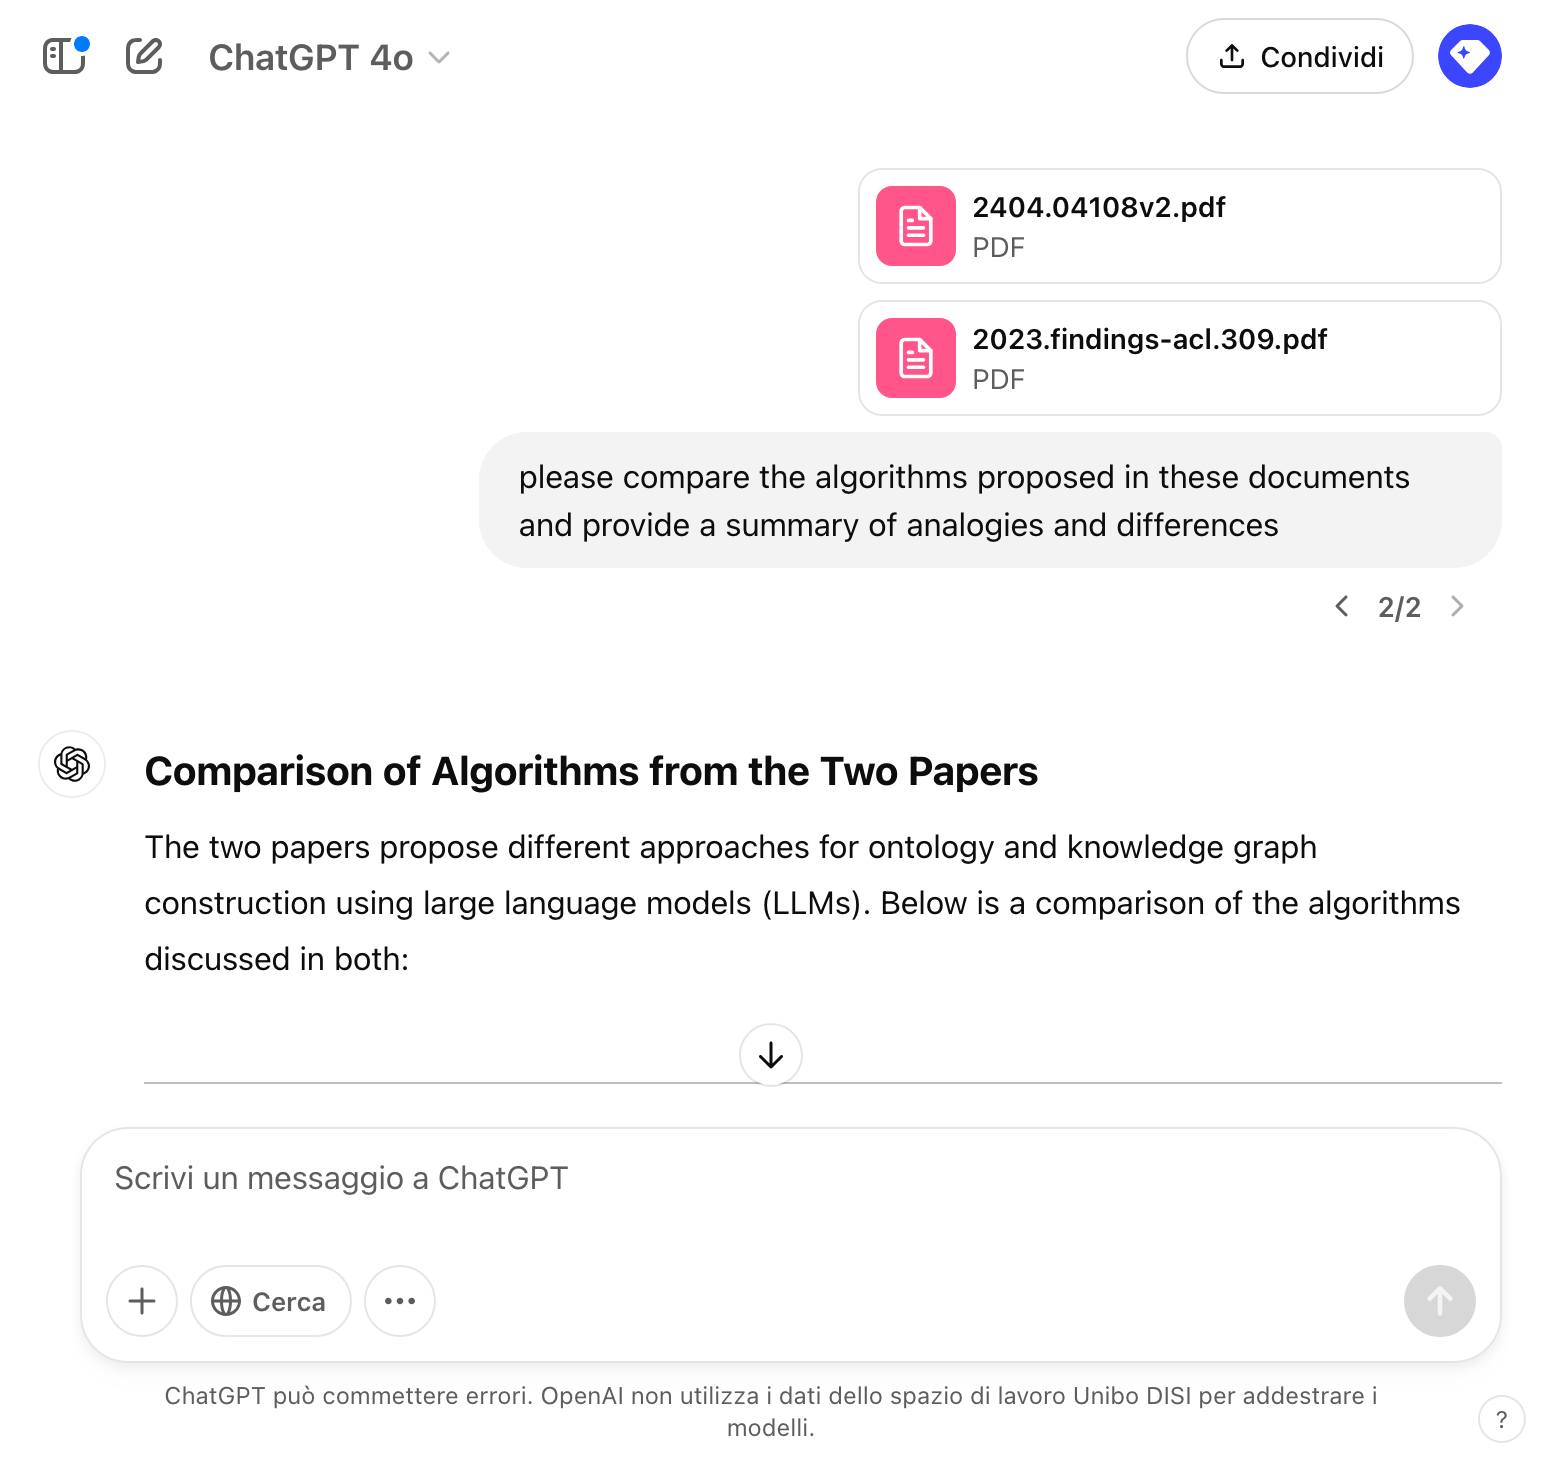 ChatGPT 4o
Condividi
2404.04108v2.pdf
PDF
2023.findings-acl.309.pdf
PDF
please compare the algorithms proposed in these documents
and provide a summary of analogies and differences
2/2
Comparison of Algorithms from the Two Papers
The two papers propose different approaches for ontology and knowledge graph
construction using large language models (LLMs). Below is a comparison of the algorithms
discussed in both:
Scrivi un messaggio a ChatGPT
Cerca
ChatGPT può commettere errori. OpenAI non utilizza i dati dello spazio di lavoro Unibo DISI per addestrare i
modelli.
?